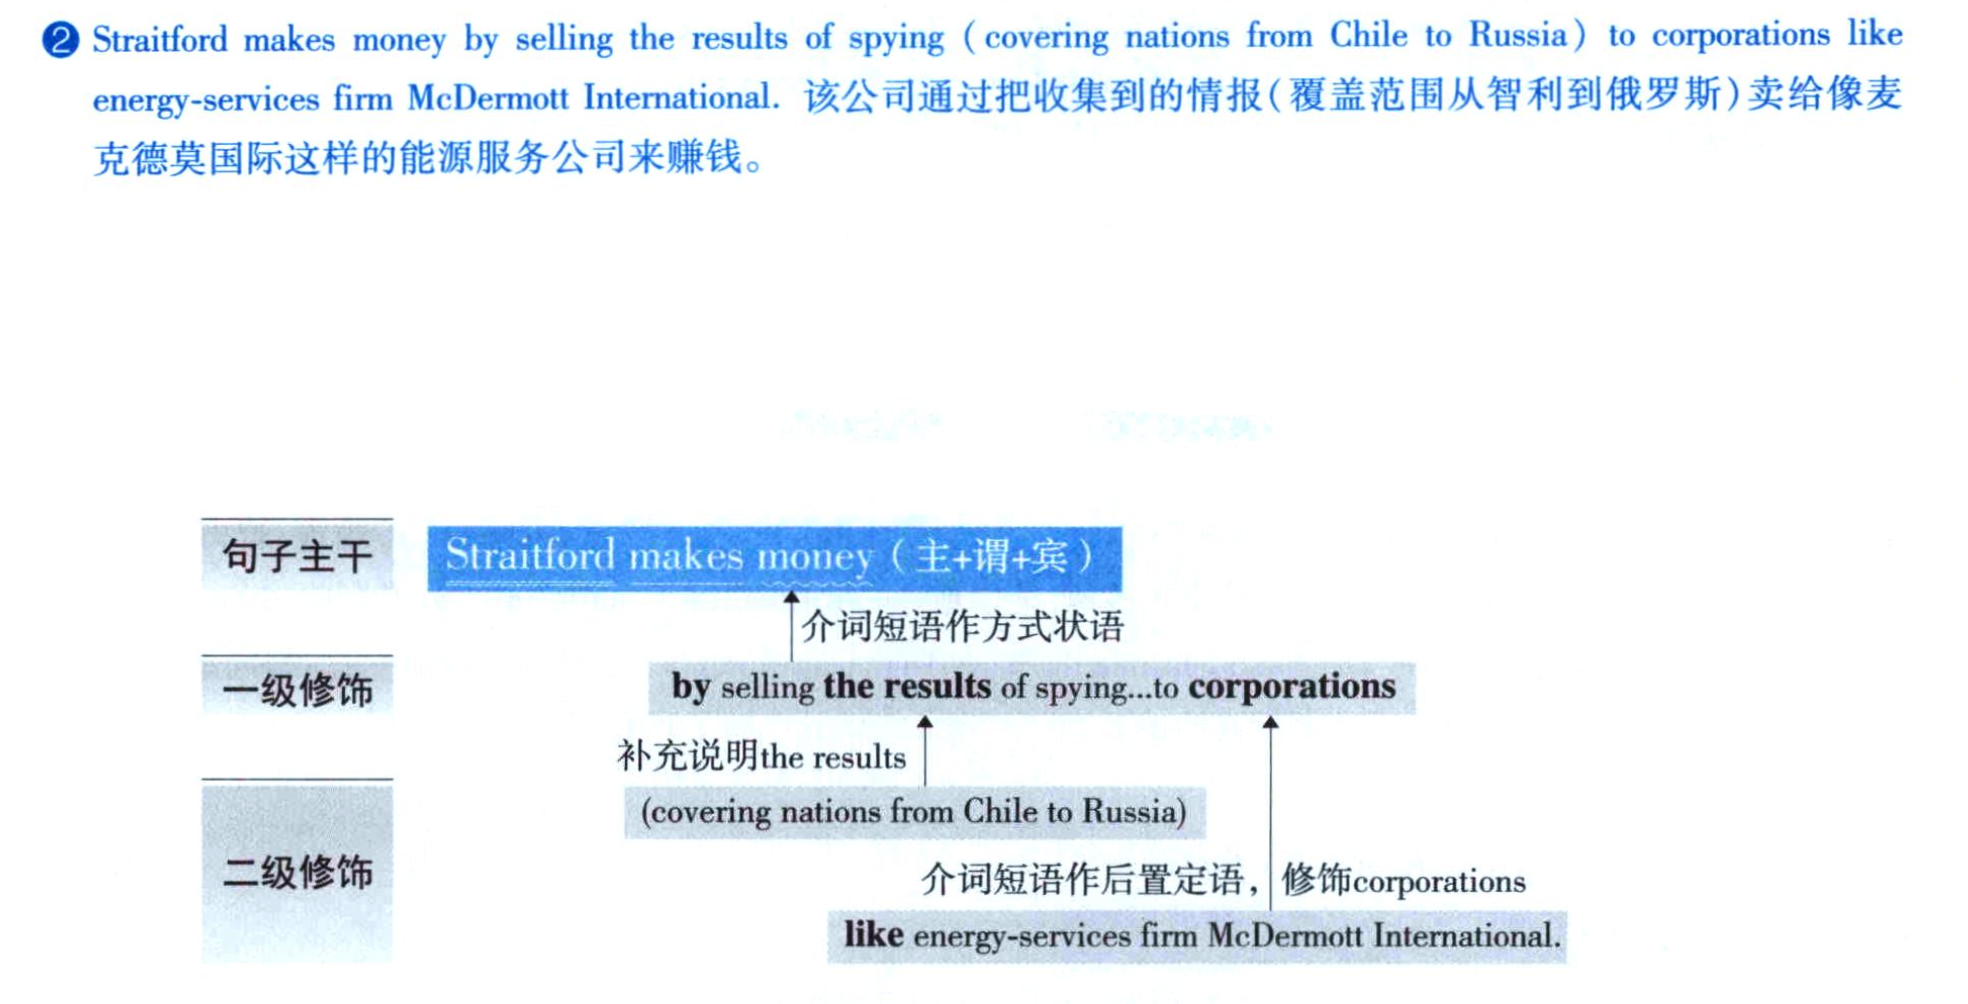 ❷ Straitford makes money by selling the results of spying (covering nations from Chile to Russia) to corporations like
energy-services firm McDermott International. 该公司通过把收集到的情报(覆盖范围从智利到俄罗斯)卖给像麦
克德莫国际这样的能源服务公司来赚钱。
句子主干 Straitford makes money (主+谓+宾)
介词短语作方式状语
一级修饰 by selling the results of spying...to corporations
补充说明the results
(covering nations from Chile to Russia)
二级修饰
介词短语作后置定语, 修饰corporations
like energy-services firm McDermott International.